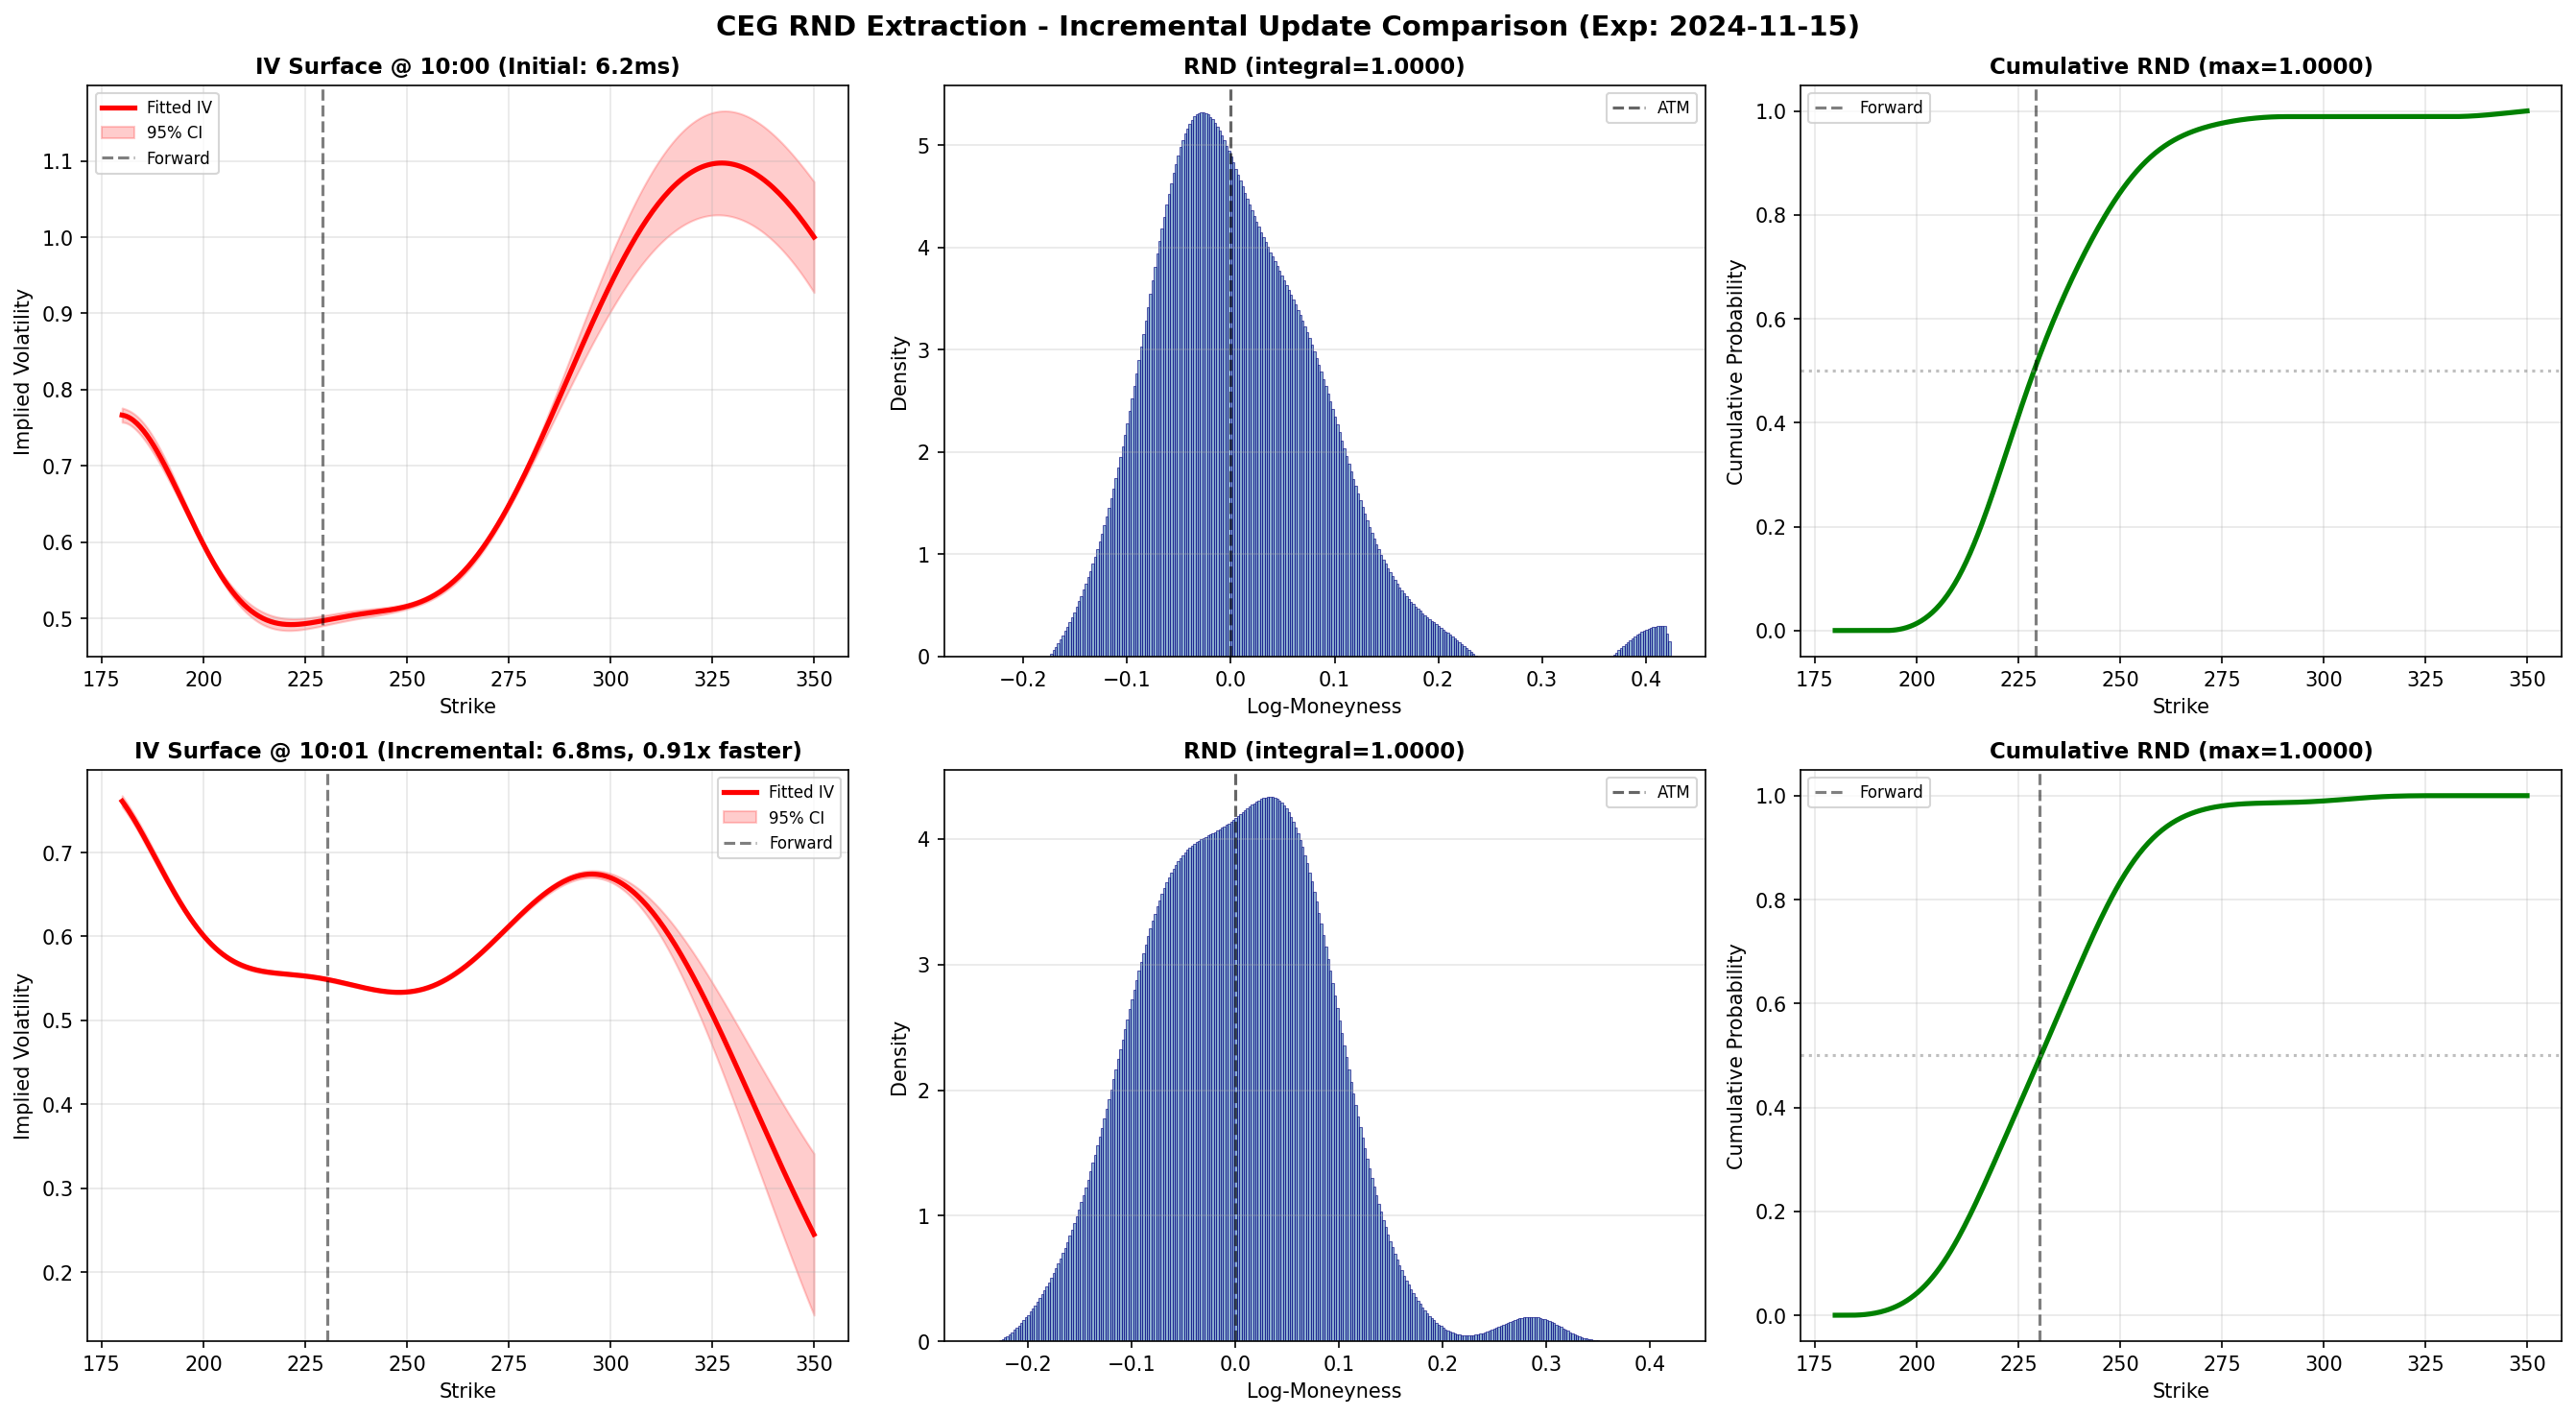 CEG RND Extraction - Incremental Update Comparison (Exp: 2024-11-15)
IV Surface @ 10:00 (Initial: 6.2ms)
Implied Volatility
1.1
1.0
0.9
0.8
0.7
0.6
0.5
Fitted IV
95% CI
Forward
175 200 225 250 275 300 325 350
Strike
RND (integral=1.0000)
Density
5
4
3
2
1
0
ATM
−0.2 −0.1 0.0 0.1 0.2 0.3 0.4
Log-Moneyness
Cumulative RND (max=1.0000)
Cumulative Probability
1.0
0.8
0.6
0.4
0.2
0.0
Forward
175 200 225 250 275 300 325 350
Strike
IV Surface @ 10:01 (Incremental: 6.8ms, 0.91x faster)
Implied Volatility
0.7
0.6
0.5
0.4
0.3
0.2
Fitted IV
95% CI
Forward
175 200 225 250 275 300 325 350
Strike
RND (integral=1.0000)
Density
4
3
2
1
0
ATM
−0.2 −0.1 0.0 0.1 0.2 0.3 0.4
Log-Moneyness
Cumulative RND (max=1.0000)
Cumulative Probability
1.0
0.8
0.6
0.4
0.2
0.0
Forward
175 200 225 250 275 300 325 350
Strike